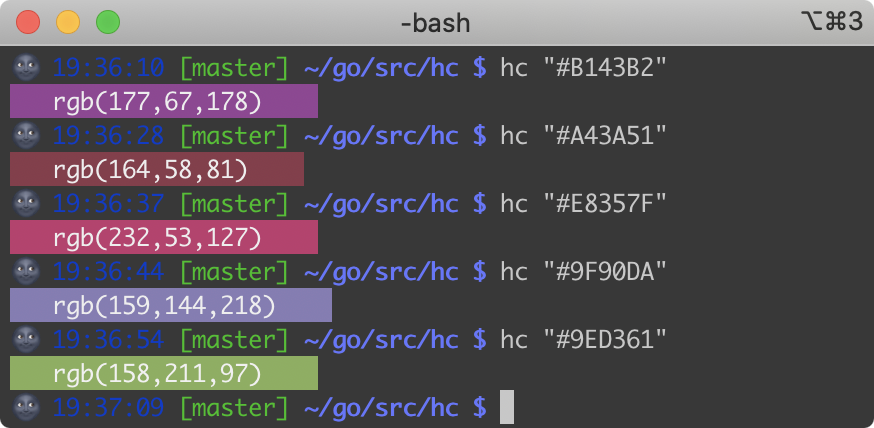 -bash
⌥⌘3
🌚 19:36:10 [master] ~/go/src/hc $ hc "#B143B2"
rgb(177,67,178)
🌚 19:36:28 [master] ~/go/src/hc $ hc "#A43A51"
rgb(164,58,81)
🌚 19:36:37 [master] ~/go/src/hc $ hc "#E8357F"
rgb(232,53,127)
🌚 19:36:44 [master] ~/go/src/hc $ hc "#9F90DA"
rgb(159,144,218)
🌚 19:36:54 [master] ~/go/src/hc $ hc "#9ED361"
rgb(158,211,97)
🌚 19:37:09 [master] ~/go/src/hc $